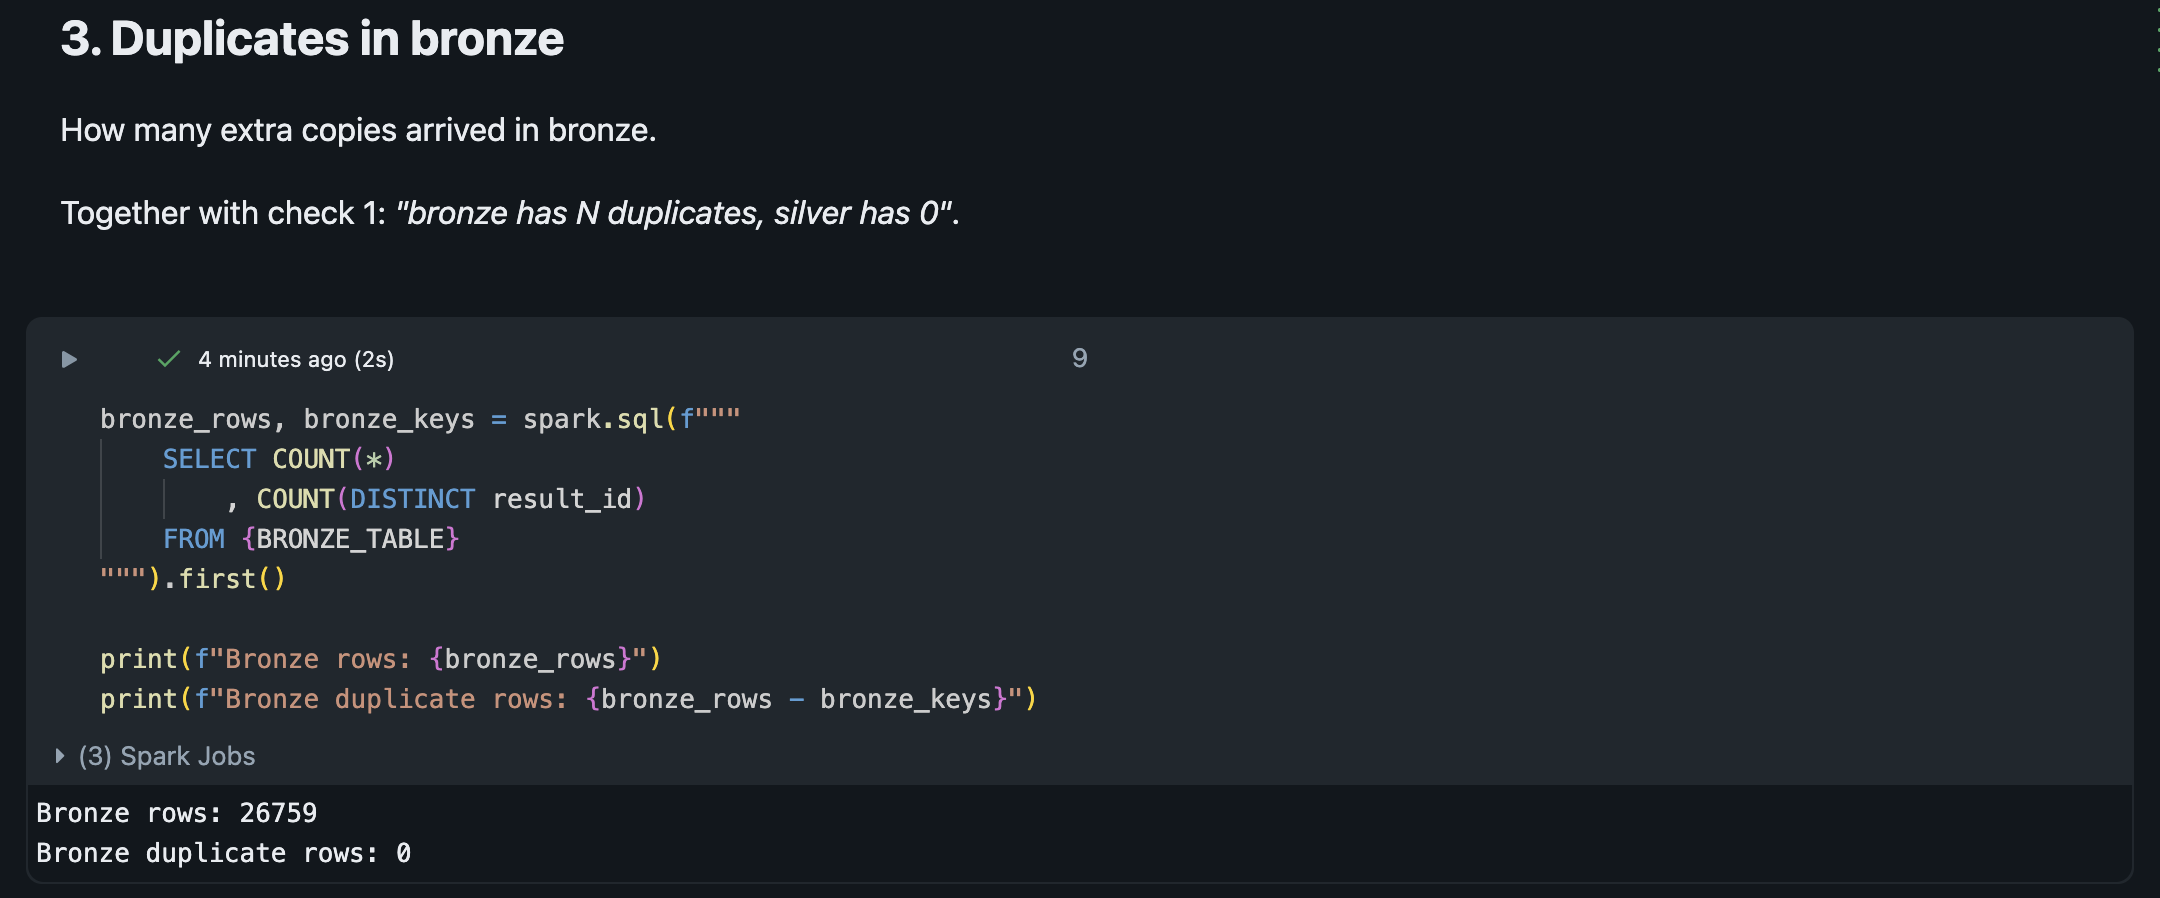 3. Duplicates in bronze
How many extra copies arrived in bronze.
Together with check 1: "bronze has N duplicates, silver has 0".
4 minutes ago (2s)
9
bronze_rows, bronze_keys = spark.sql(f"""
    SELECT COUNT(*)
        , COUNT(DISTINCT result_id)
    FROM {BRONZE_TABLE}
""").first()
print(f"Bronze rows: {bronze_rows}")
print(f"Bronze duplicate rows: {bronze_rows - bronze_keys}")
(3) Spark Jobs
Bronze rows: 26759
Bronze duplicate rows: 0